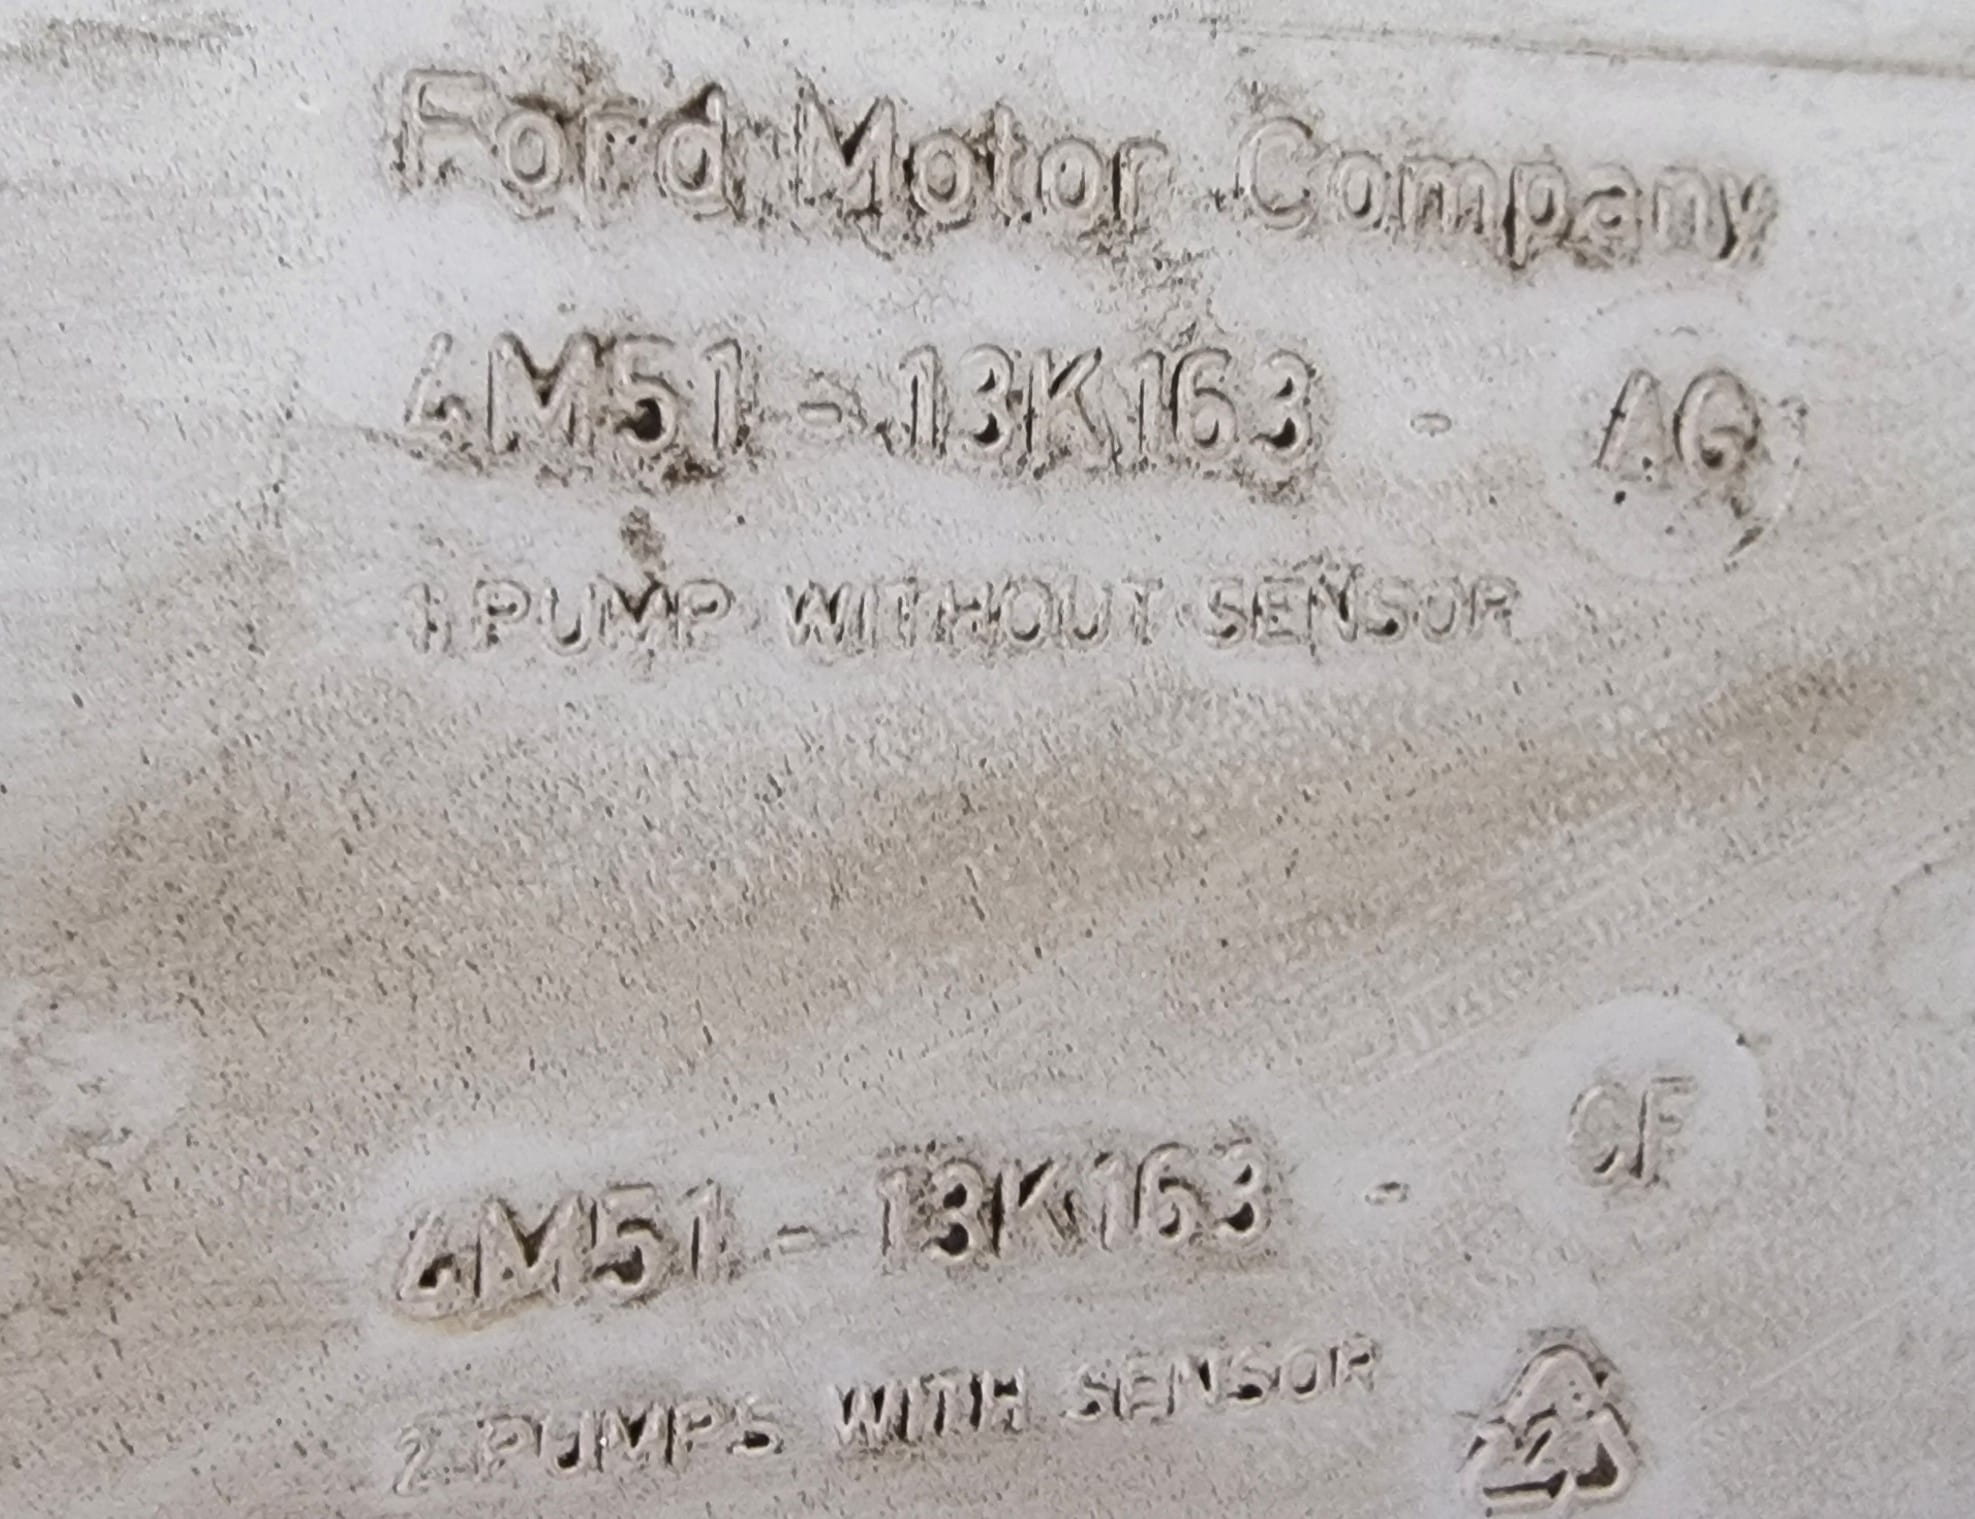 Ford Motor Company
4M51-13K163 - AG
1 PUMP WITHOUT SENSOR
4M51-13K163 - CF
2 PUMPS WITH SENSOR